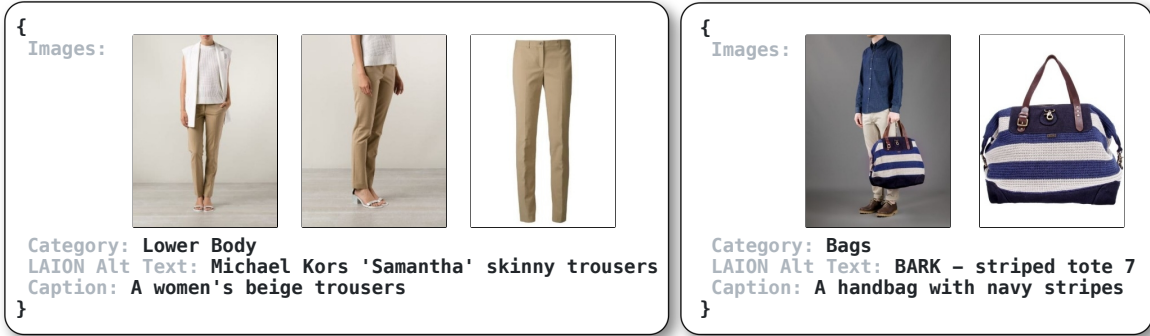 {
Images:
Category: Lower Body
LAION Alt Text: Michael Kors 'Samantha' skinny trousers
Caption: A women's beige trousers
}
{
Images:
Category: Bags
LAION Alt Text: BARK – striped tote 7
Caption: A handbag with navy stripes
}